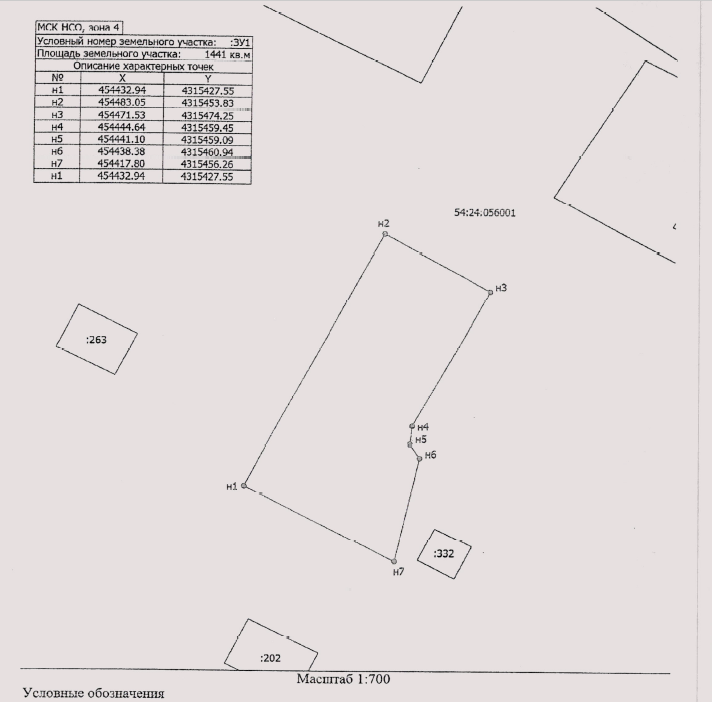 МСК НСО, зона 4
Условный номер земельного участка: :ЗУ1
Площадь земельного участка: 1441 кв.м
Описание характерных точек
№ X Y
н1 454432.94 4315427.55
н2 454483.05 4315453.83
н3 454471.53 4315474.25
н4 454444.64 4315459.45
н5 454441.10 4315459.09
н6 454438.38 4315460.94
н7 454417.80 4315456.26
н1 454432.94 4315427.55
54:24:056001
н2
н3
:263
н4
н5
н6
н1
:332
н7
:202
Масштаб 1:700
Условные обозначения